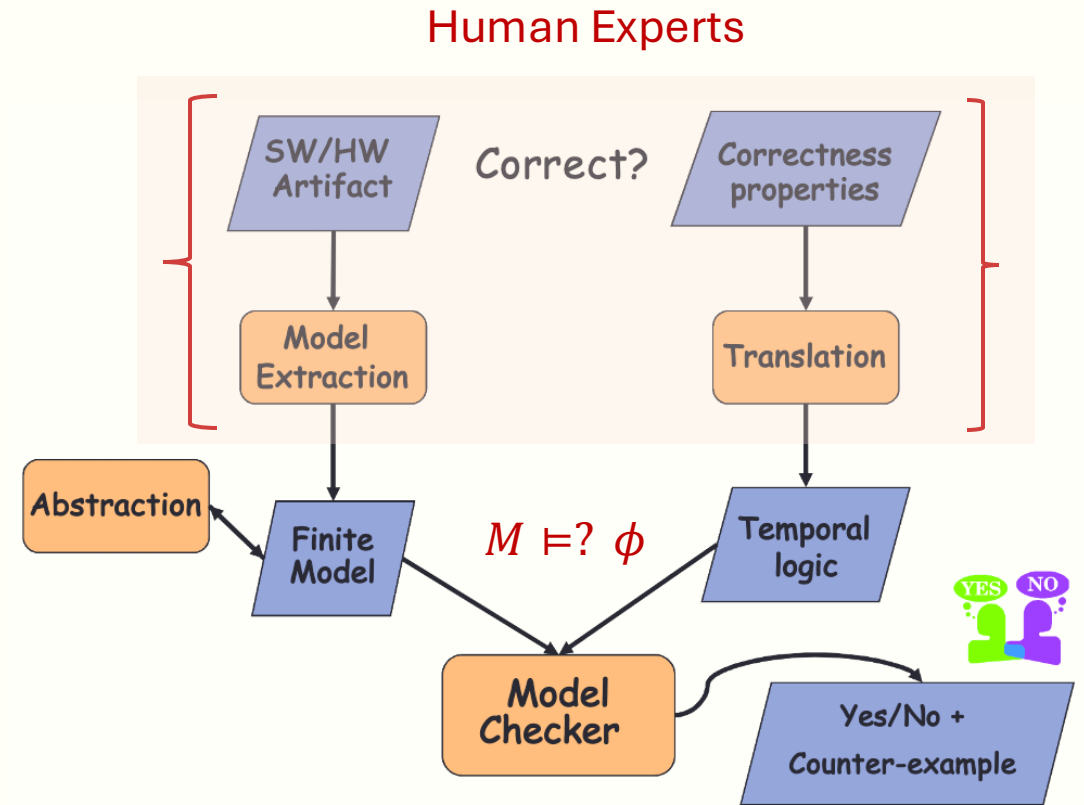 Human Experts
SW/HW
Artifact
Correct?
Correctness
properties
Model
Extraction
Translation
Abstraction
Finite
Model
M ⊨? ϕ
Temporal
logic
YES
NO
Model
Checker
Yes/No +
Counter-example